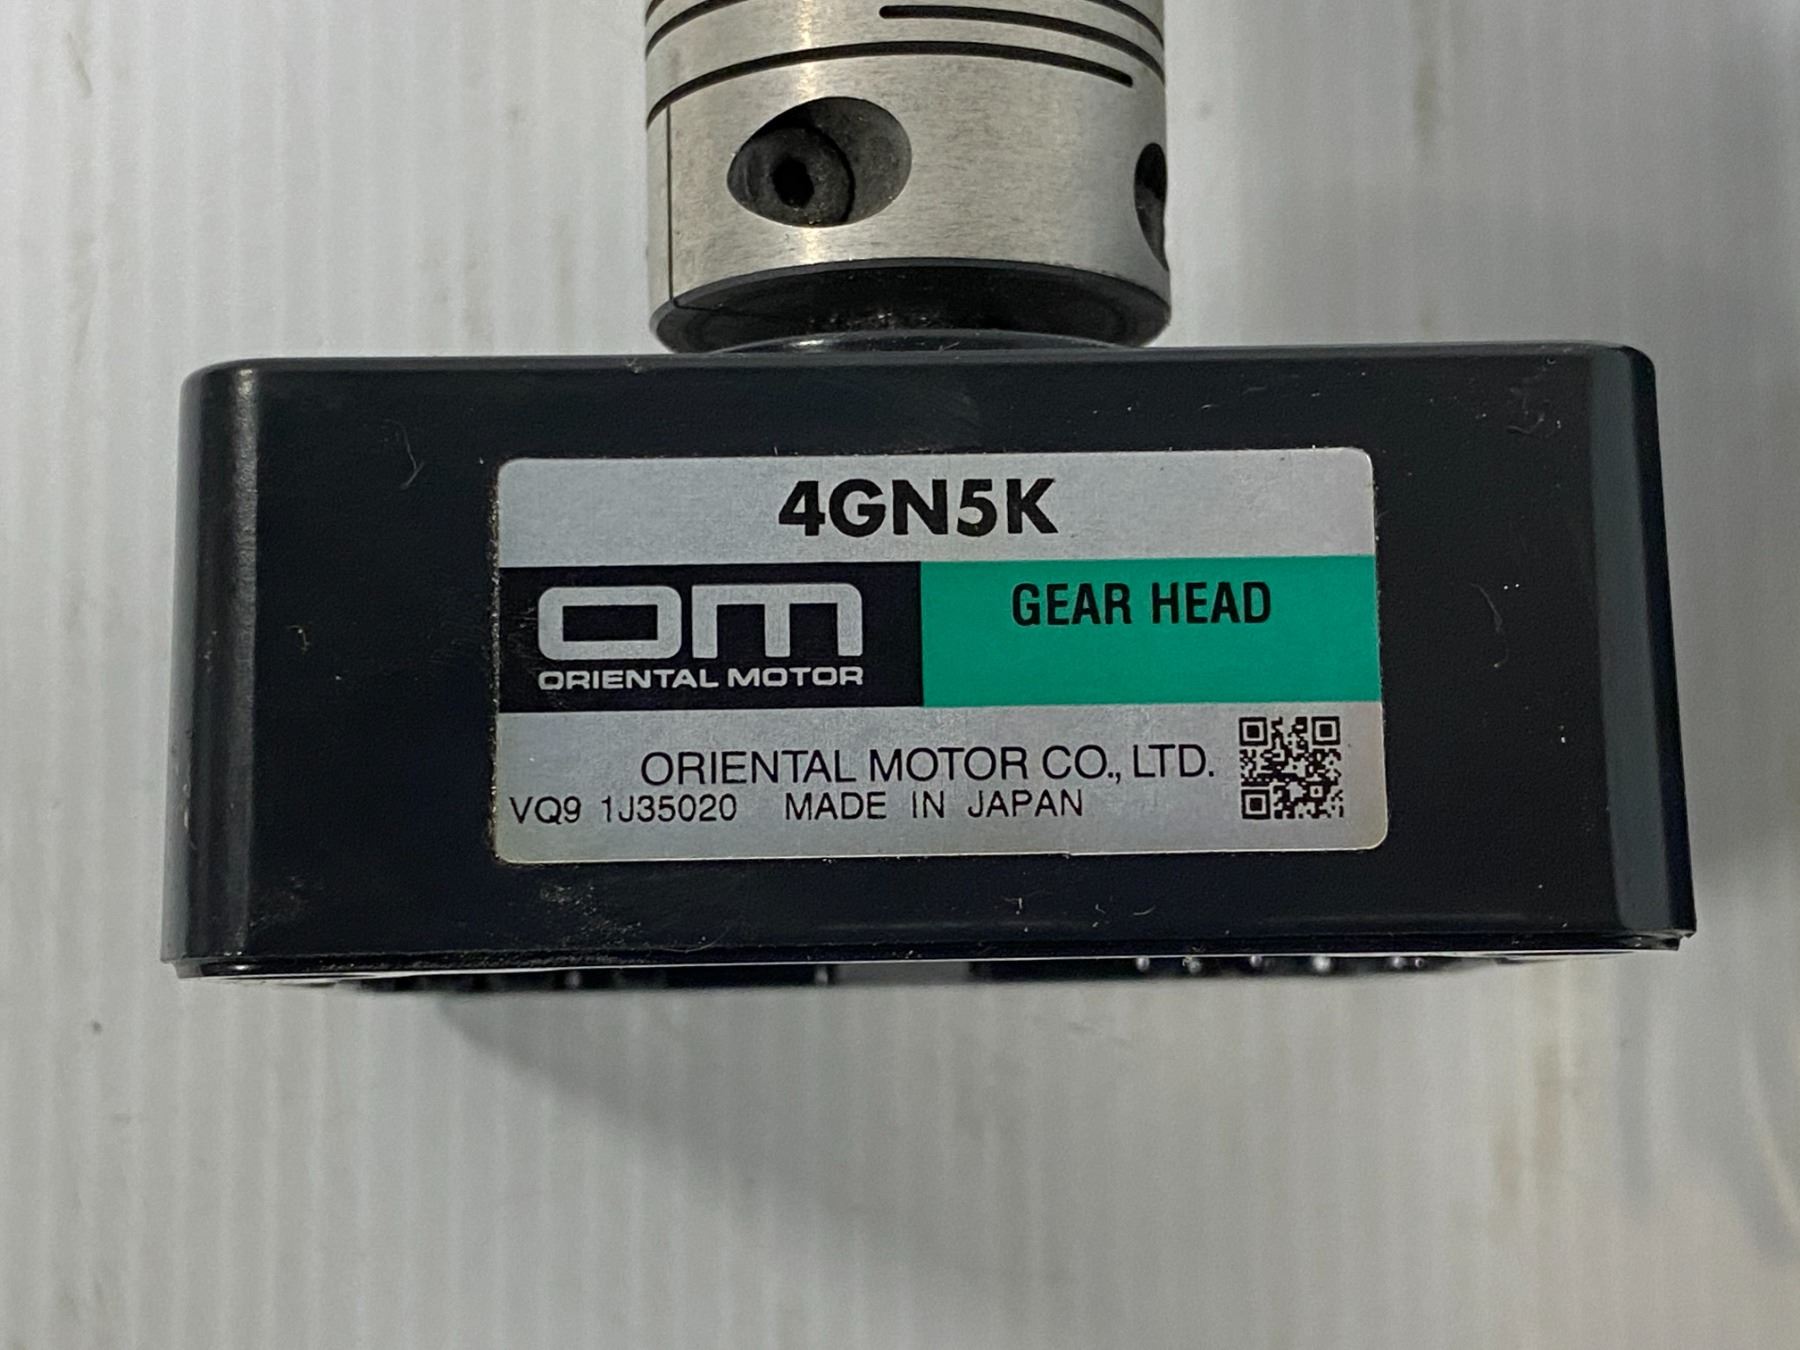 4GN5K
OM
ORIENTAL MOTOR
GEAR HEAD
ORIENTAL MOTOR CO., LTD.
VQ9 1J35020 MADE IN JAPAN